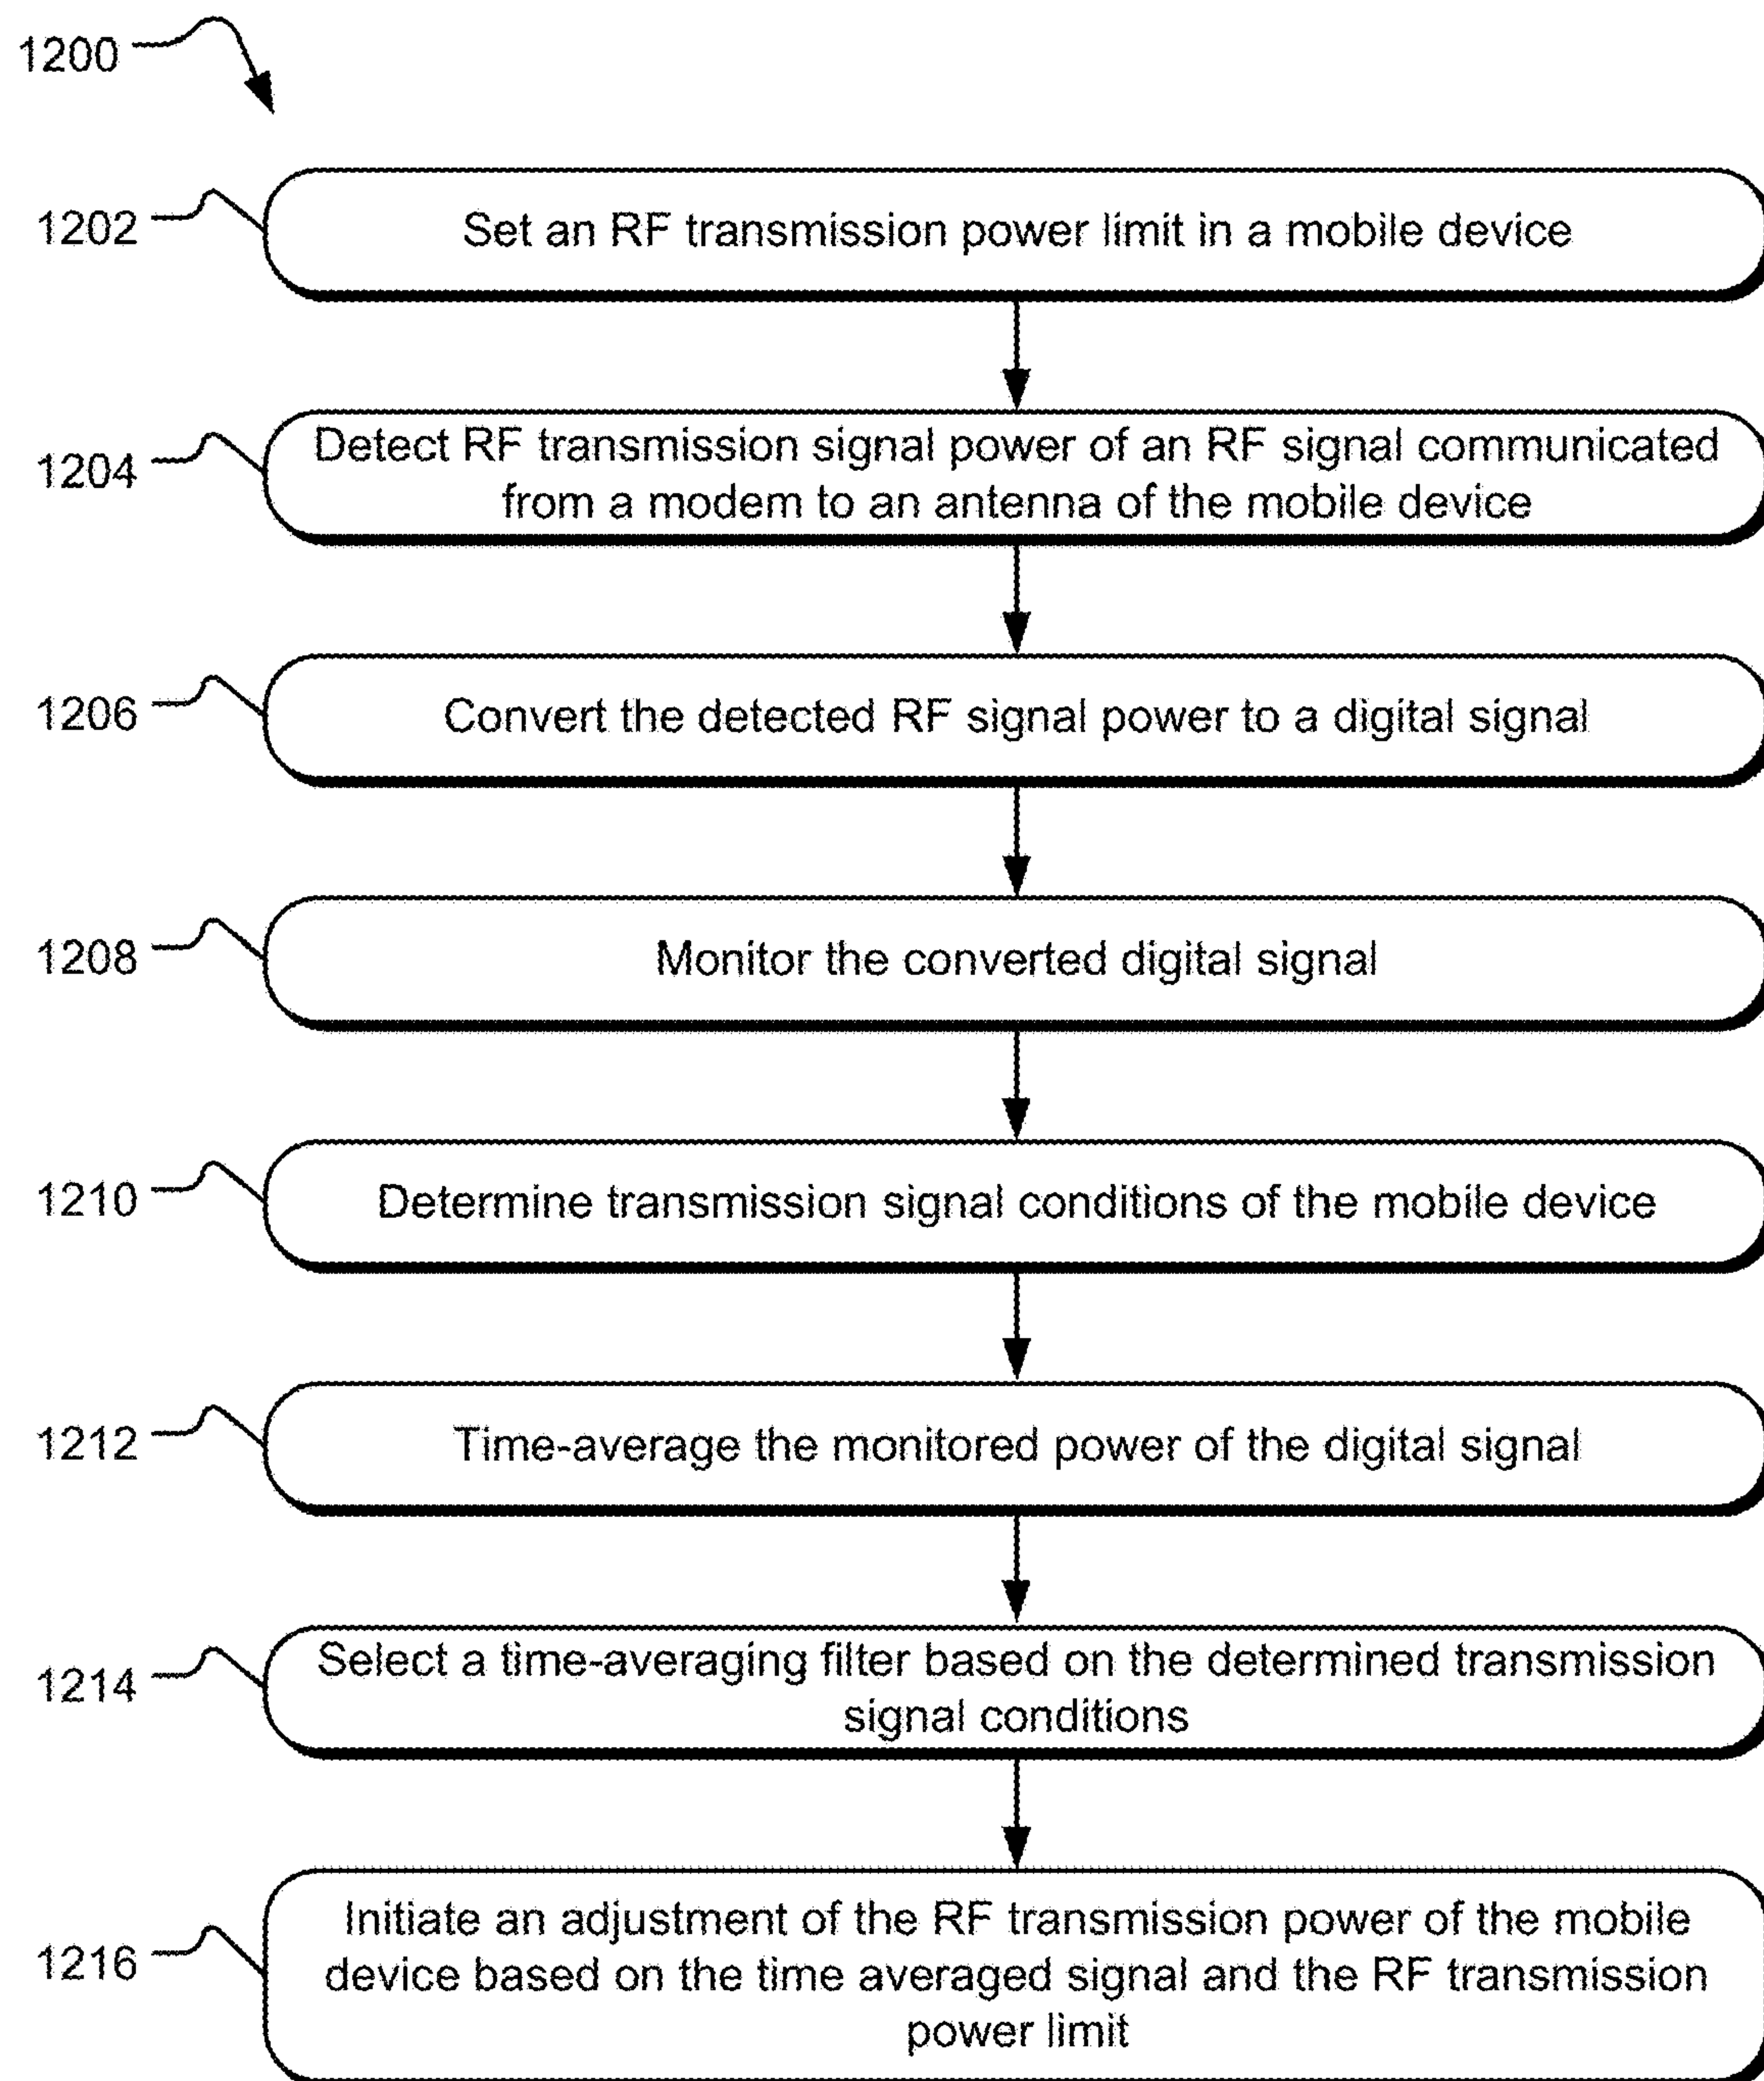 1200
1202
Set an RF transmission power limit in a mobile device
1204
Detect RF transmission signal power of an RF signal communicated
from a modem to an antenna of the mobile device
1206
Convert the detected RF signal power to a digital signal
1208
Monitor the converted digital signal
1210
Determine transmission signal conditions of the mobile device
1212
Time-average the monitored power of the digital signal
1214
Select a time-averaging filter based on the determined transmission
signal conditions
1216
Initiate an adjustment of the RF transmission power of the mobile
device based on the time averaged signal and the RF transmission
power limit